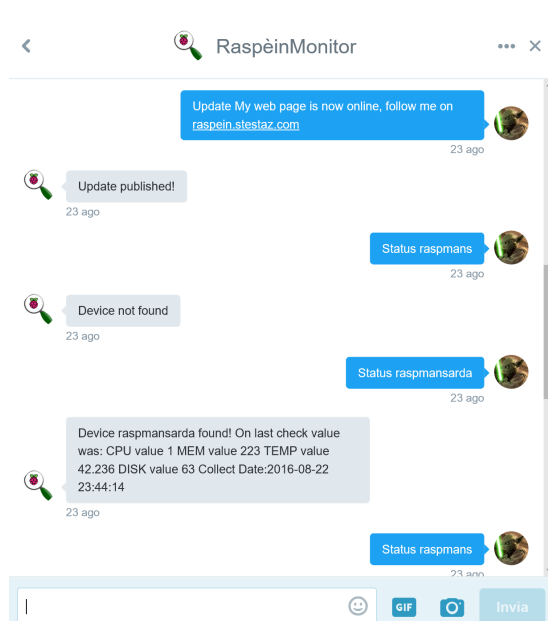 RaspèinMonitor
Update My web page is now online, follow me on
raspein.stestaz.com
23 ago
Update published!
23 ago
Status raspmans
23 ago
Device not found
23 ago
Status raspmansarda
23 ago
Device raspmansarda found! On last check value
was: CPU value 1 MEM value 223 TEMP value
42.236 DISK value 63 Collect Date:2016-08-22
23:44:14
23 ago
Status raspmans
23 ago
GIF
Invia